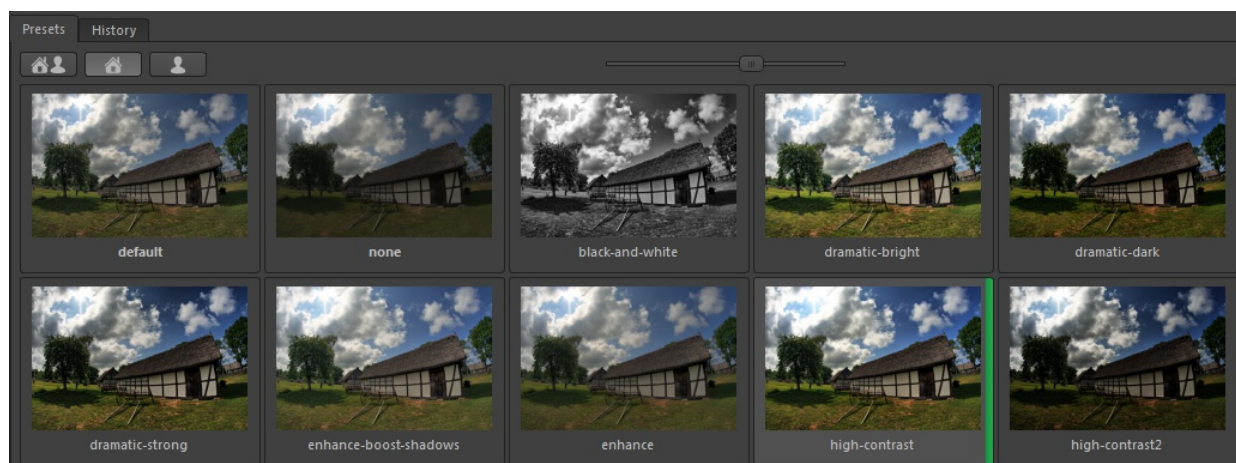 Presets History
default none black-and-white dramatic-bright dramatic-dark
dramatic-strong enhance-boost-shadows enhance high-contrast high-contrast2